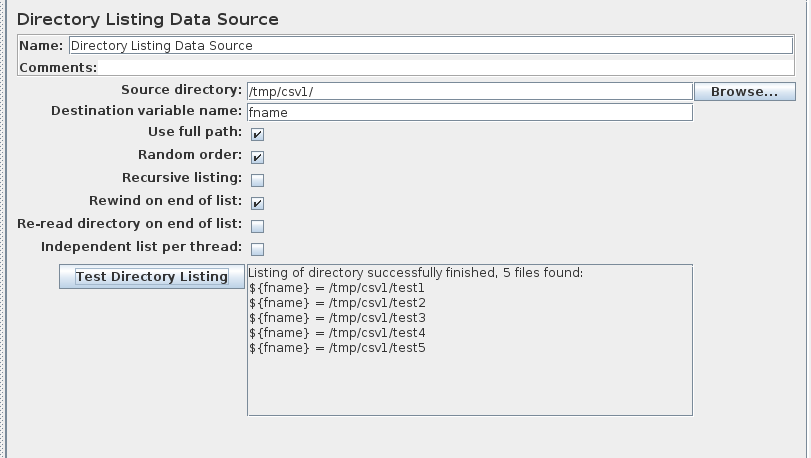 Directory Listing Data Source
Name: Directory Listing Data Source
Comments:
Source directory: /tmp/csv1/ Browse...
Destination variable name: fname
Use full path:
Random order:
Recursive listing:
Rewind on end of list:
Re-read directory on end of list:
Independent list per thread:
Test Directory Listing
Listing of directory successfully finished, 5 files found:
${fname} = /tmp/csv1/test1
${fname} = /tmp/csv1/test2
${fname} = /tmp/csv1/test3
${fname} = /tmp/csv1/test4
${fname} = /tmp/csv1/test5